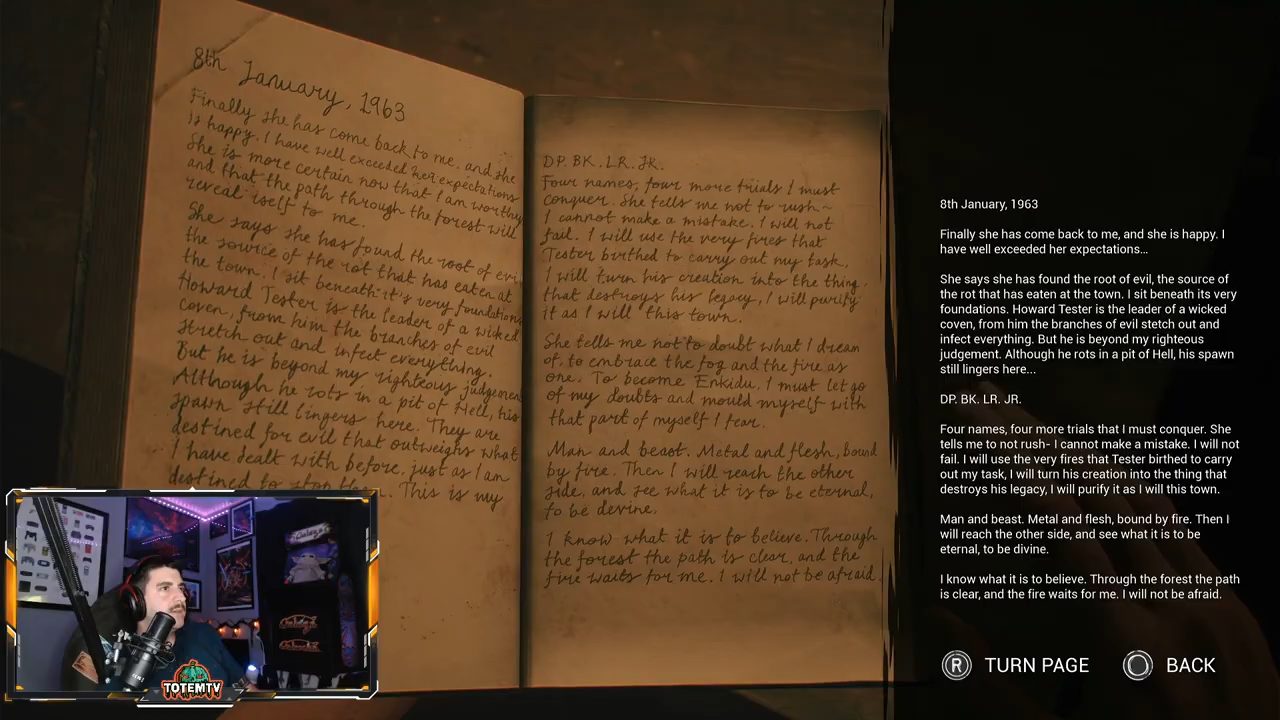 8th January, 1963
Finally she has come back to me, and she
is happy. I have well exceeded her expectations
She is more certain now that I am worthy
and that the path through the forest will
reveal itself to me.
She says she has found the root of evi
the source of the rot that has eaten at
the town. I sit beneath it's very foundations
Howard Tester is the leader of a wicked
coven, from him the branches of evil
stretch out and infect everything.
But he is beyond my righteous judgemen
Although he rots in a pit of Hell, his
spawn still lingers here. They are
destined for evil that outweighs what
I have dealt with before, just as I am
destined to stop This is my
DP. BK. LR. JR.
Four names, four more trials I must
conquer. She tells me not to rush~
I cannot make a mistake. I will not
fail. I will use the very fires that
Tester birthed to carry out my task.
I will turn his creation into the thing
that destroys his legacy, I will purify
it as I will this town.
She tells me not to doubt what I dream
of, to embrace the fog and the fire as
one. To become Enkidu, I must let go
of my doubts and mould myself with
that part of myself I fear.
Man and beast. Metal and flesh, bound
by fire. Then I will reach the other
side, and see what it is to be eternal,
to be devine.
I know what it is to believe. Through
the forest the path is clear, and the
fire waits for me. I will not be afraid.
8th January, 1963
Finally she has come back to me, and she is happy. I
have well exceeded her expectations...
She says she has found the root of evil, the source of
the rot that has eaten at the town. I sit beneath its very
foundations. Howard Tester is the leader of a wicked
coven, from him the branches of evil stetch out and
infect everything. But he is beyond my righteous
judgement. Although he rots in a pit of Hell, his spawn
still lingers here...
DP. BK. LR. JR.
Four names, four more trials that I must conquer. She
tells me to not rush- I cannot make a mistake. I will not
fail. I will use the very fires that Tester birthed to carry
out my task, I will turn his creation into the thing that
destroys his legacy, I will purify it as I will this town.
Man and beast. Metal and flesh, bound by fire. Then I
will reach the other side, and see what it is to be
eternal, to be divine.
I know what it is to believe. Through the forest the path
is clear, and the fire waits for me. I will not be afraid.
R TURN PAGE
BACK
TOTEMTV